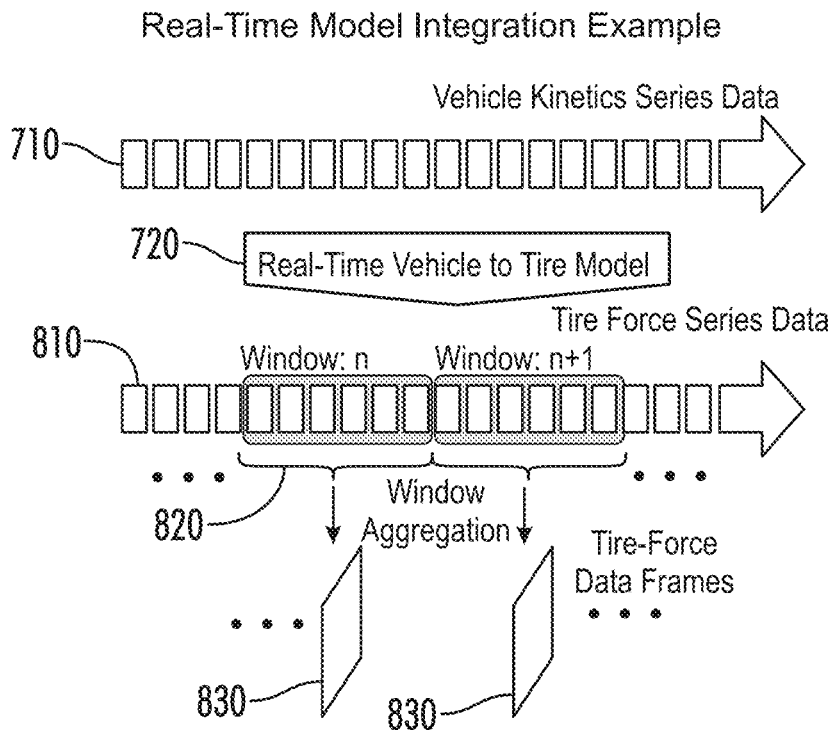 Real-Time Model Integration Example
Vehicle Kinetics Series Data
710
720
Real-Time Vehicle to Tire Model
Tire Force Series Data
810
Window: n
Window: n+1
820
Window
Aggregation
Tire-Force
Data Frames
830
830